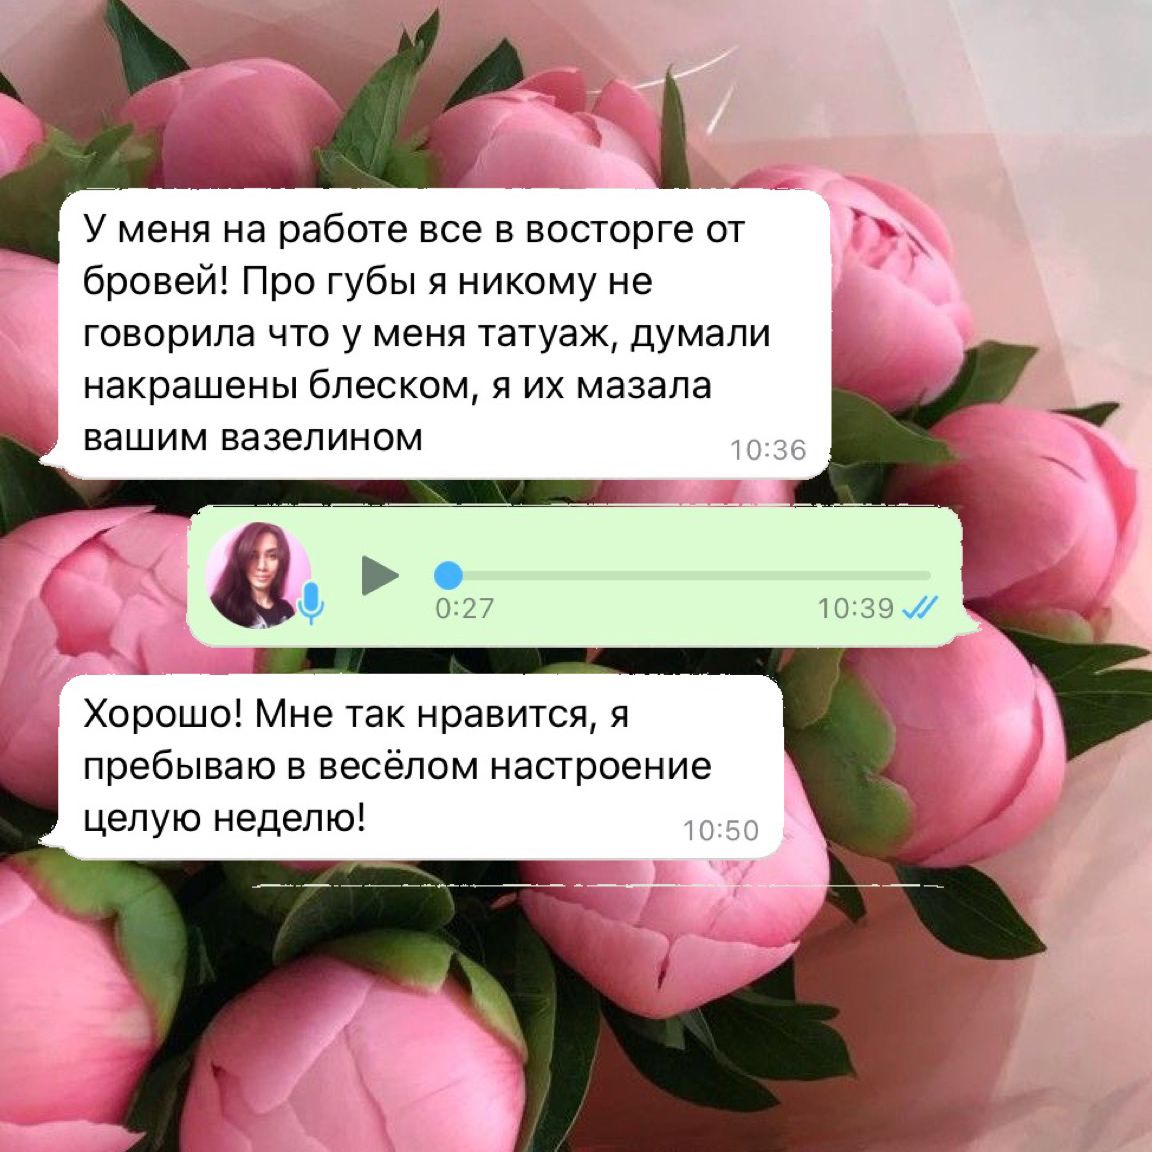 У меня на работе все в восторге от
бровей! Про губы я никому не
говорила что у меня татуаж, думали
накрашены блеском, я их мазала
вашим вазелином
10:36
0:27
10:39
Хорошо! Мне так нравится, я
пребываю в весёлом настроение
целую неделю!
10:50